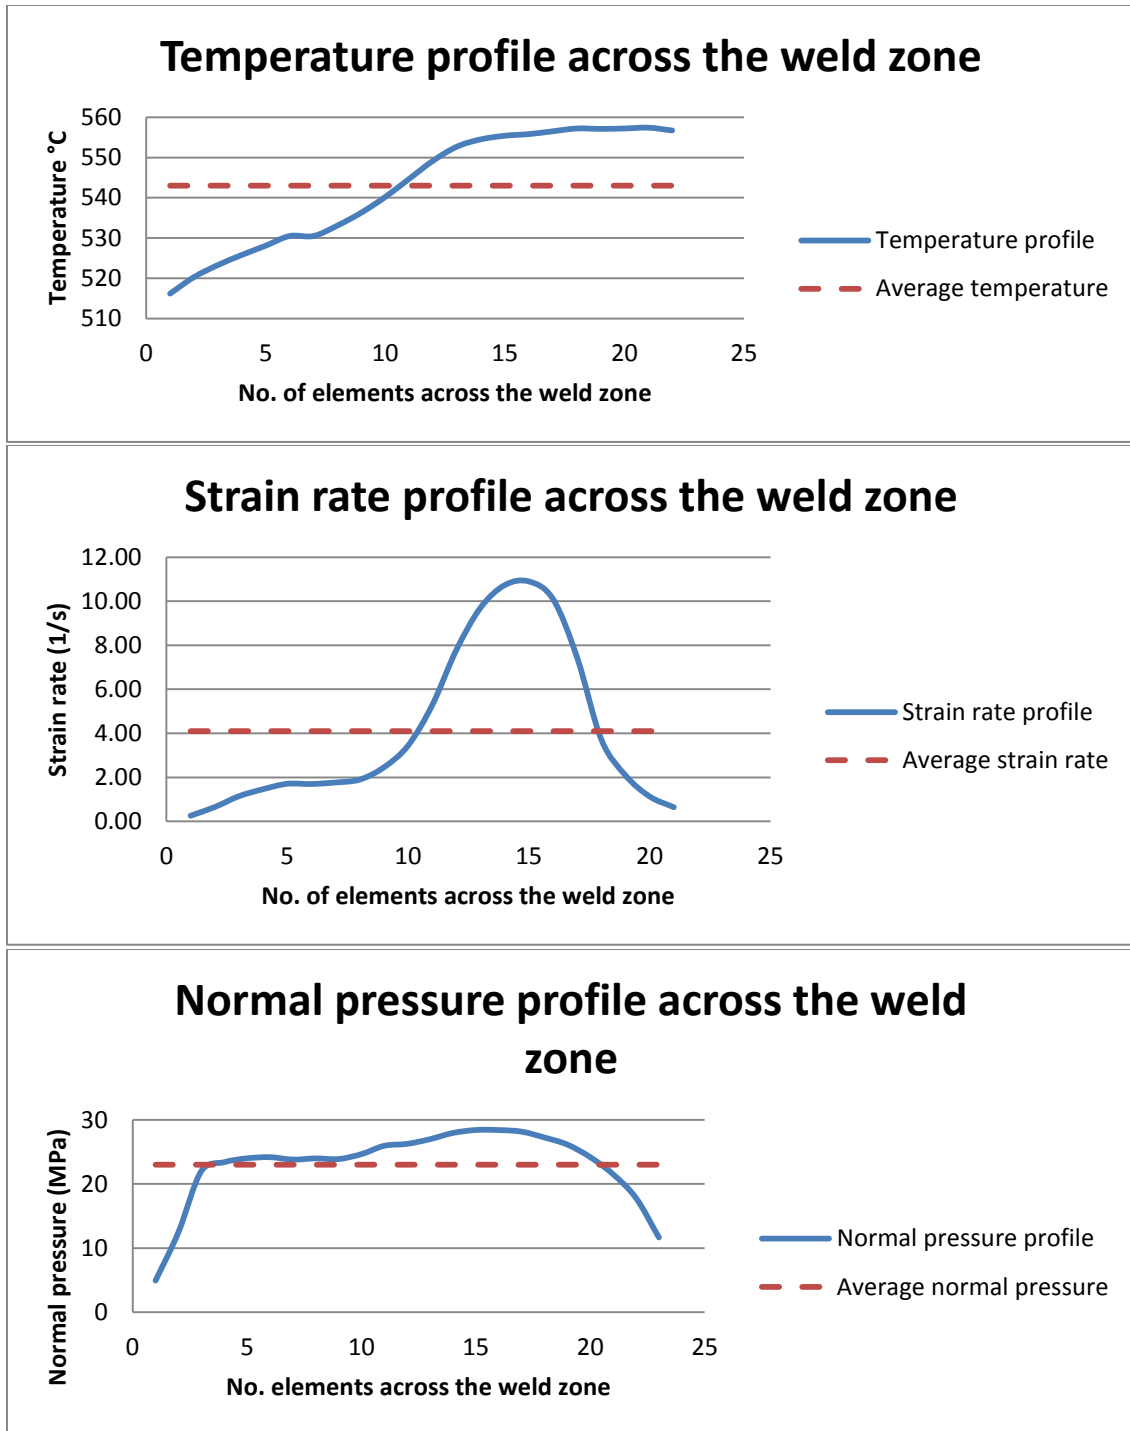 Temperature profile across the weld zone
Temperature °C
560
550
540
530
520
510
0 5 10 15 20 25
No. of elements across the weld zone
Temperature profile
Average temperature
Strain rate profile across the weld zone
Strain rate (1/s)
12.00
10.00
8.00
6.00
4.00
2.00
0.00
0 5 10 15 20 25
No. of elements across the weld zone
Strain rate profile
Average strain rate
Normal pressure profile across the weld
zone
Normal pressure (MPa)
30
20
10
0
0 5 10 15 20 25
No. elements across the weld zone
Normal pressure profile
Average normal pressure